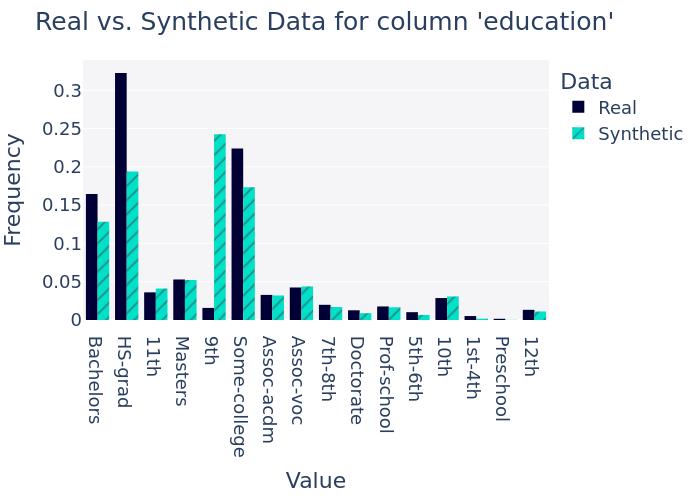 Real vs. Synthetic Data for column 'education'
Data
Real
Synthetic
Frequency
0.3
0.25
0.2
0.15
0.1
0.05
0
Bachelors
HS-grad
11th
Masters
9th
Some-college
Assoc-acdm
Assoc-voc
7th-8th
Doctorate
Prof-school
5th-6th
10th
1st-4th
Preschool
12th
Value